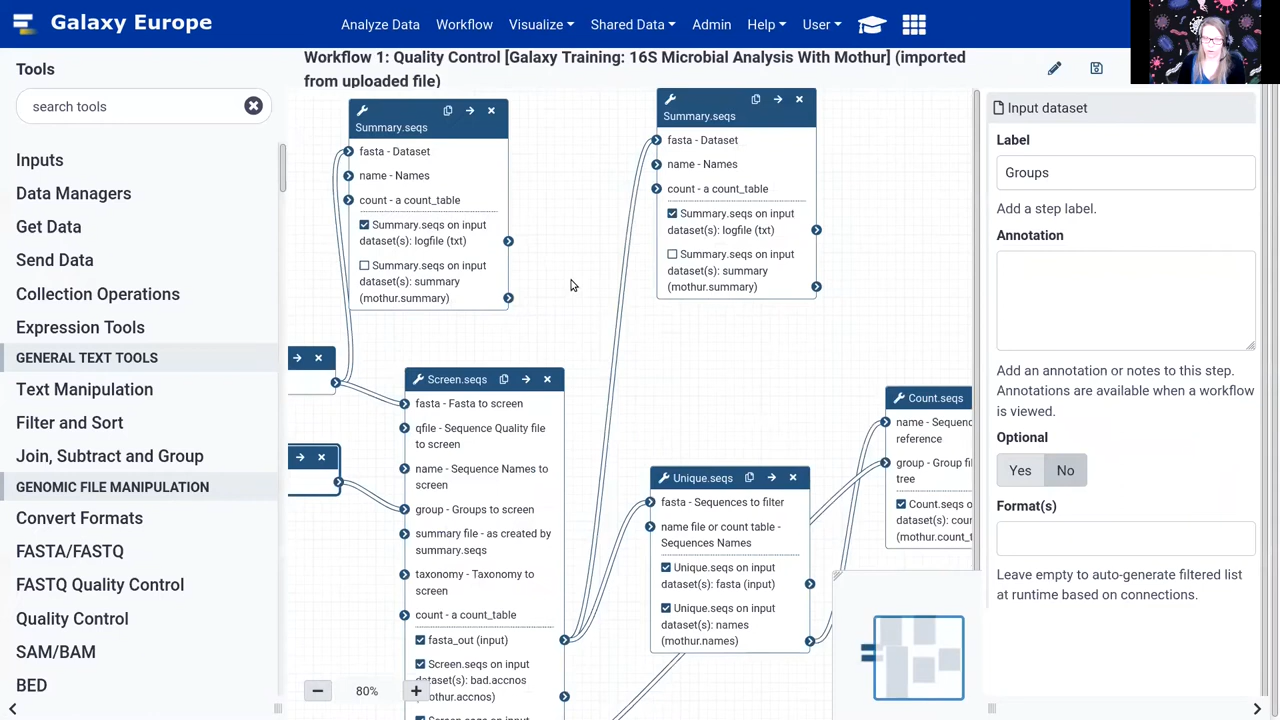 Galaxy Europe
Analyze Data
Workflow
Visualize
Shared Data
Admin
Help
User
Tools
search tools
Inputs
Data Managers
Get Data
Send Data
Collection Operations
Expression Tools
GENERAL TEXT TOOLS
Text Manipulation
Filter and Sort
Join, Subtract and Group
GENOMIC FILE MANIPULATION
Convert Formats
FASTA/FASTQ
FASTQ Quality Control
Quality Control
SAM/BAM
BED
Workflow 1: Quality Control [Galaxy Training: 16S Microbial Analysis With Mothur] (imported
from uploaded file)
Summary.seqs
fasta - Dataset
name - Names
count - a count_table
Summary.seqs on input
dataset(s): logfile (txt)
Summary.seqs on input
dataset(s): summary
(mothur.summary)
Summary.seqs
fasta - Dataset
name - Names
count - a count_table
Summary.seqs on input
dataset(s): logfile (txt)
Summary.seqs on input
dataset(s): summary
(mothur.summary)
Screen.seqs
fasta - Fasta to screen
qfile - Sequence Quality file
to screen
name - Sequence Names to
screen
group - Groups to screen
summary file - as created by
summary.seqs
taxonomy - Taxonomy to
screen
count - a count_table
fasta_out (input)
Screen.seqs on input
dataset(s): bad.accnos
Unique.seqs
fasta - Sequences to filter
name file or count table -
Sequences Names
Unique.seqs on input
dataset(s): fasta (input)
Unique.seqs on input
dataset(s): names
(mothur.names)
Count.seqs
name -
reference
group - Group
tree
Count.seqs
dataset(s):
80%
Input dataset
Label
Groups
Add a step label.
Annotation
Add an annotation or notes to this step.
Annotations are available when a workflow
is viewed.
Optional
Yes
No
Format(s)
Leave empty to auto-generate filtered list
at runtime based on connections.